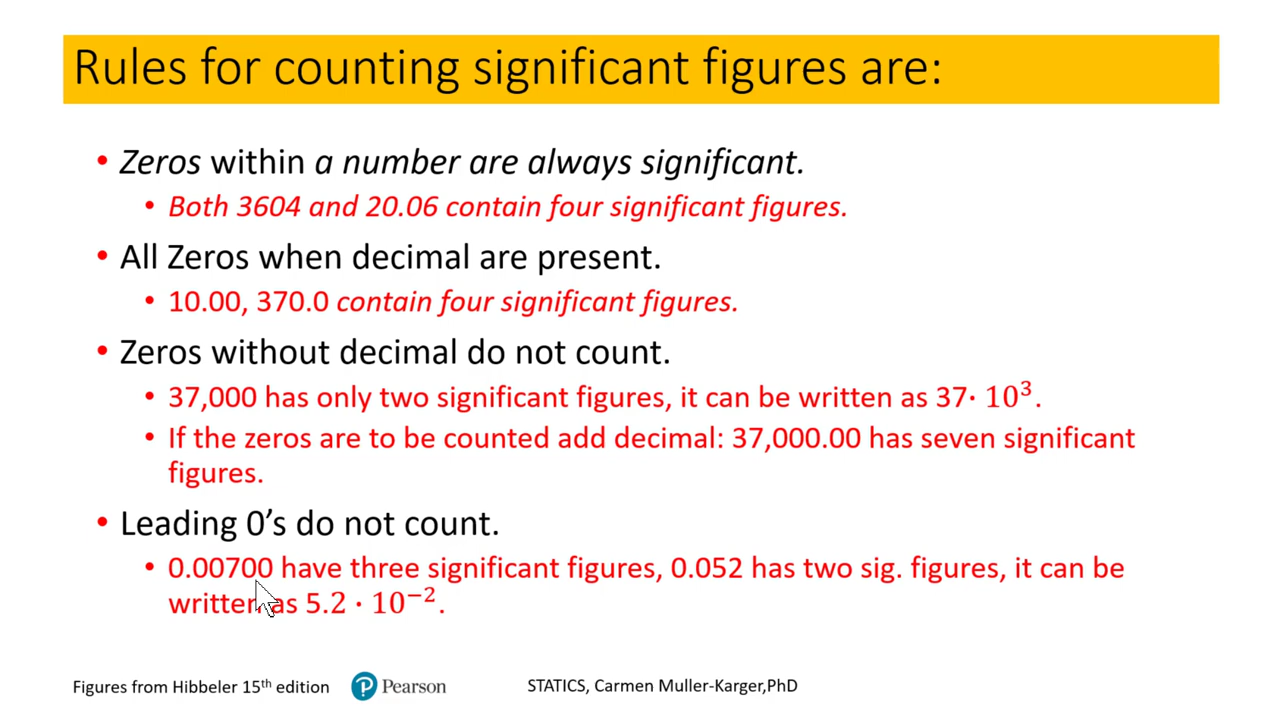 Rules for counting significant figures are:
• Zeros within a number are always significant.
• Both 3604 and 20.06 contain four significant figures.
• All Zeros when decimal are present.
• 10.00, 370.0 contain four significant figures.
• Zeros without decimal do not count.
• 37,000 has only two significant figures, it can be written as 37· 10³.
• If the zeros are to be counted add decimal: 37,000.00 has seven significant
figures.
• Leading 0’s do not count.
• 0.00700 have three significant figures, 0.052 has two sig. figures, it can be
written as 5.2 · 10⁻².
Figures from Hibbeler 15th edition
Pearson
STATICS, Carmen Muller-Karger,PhD